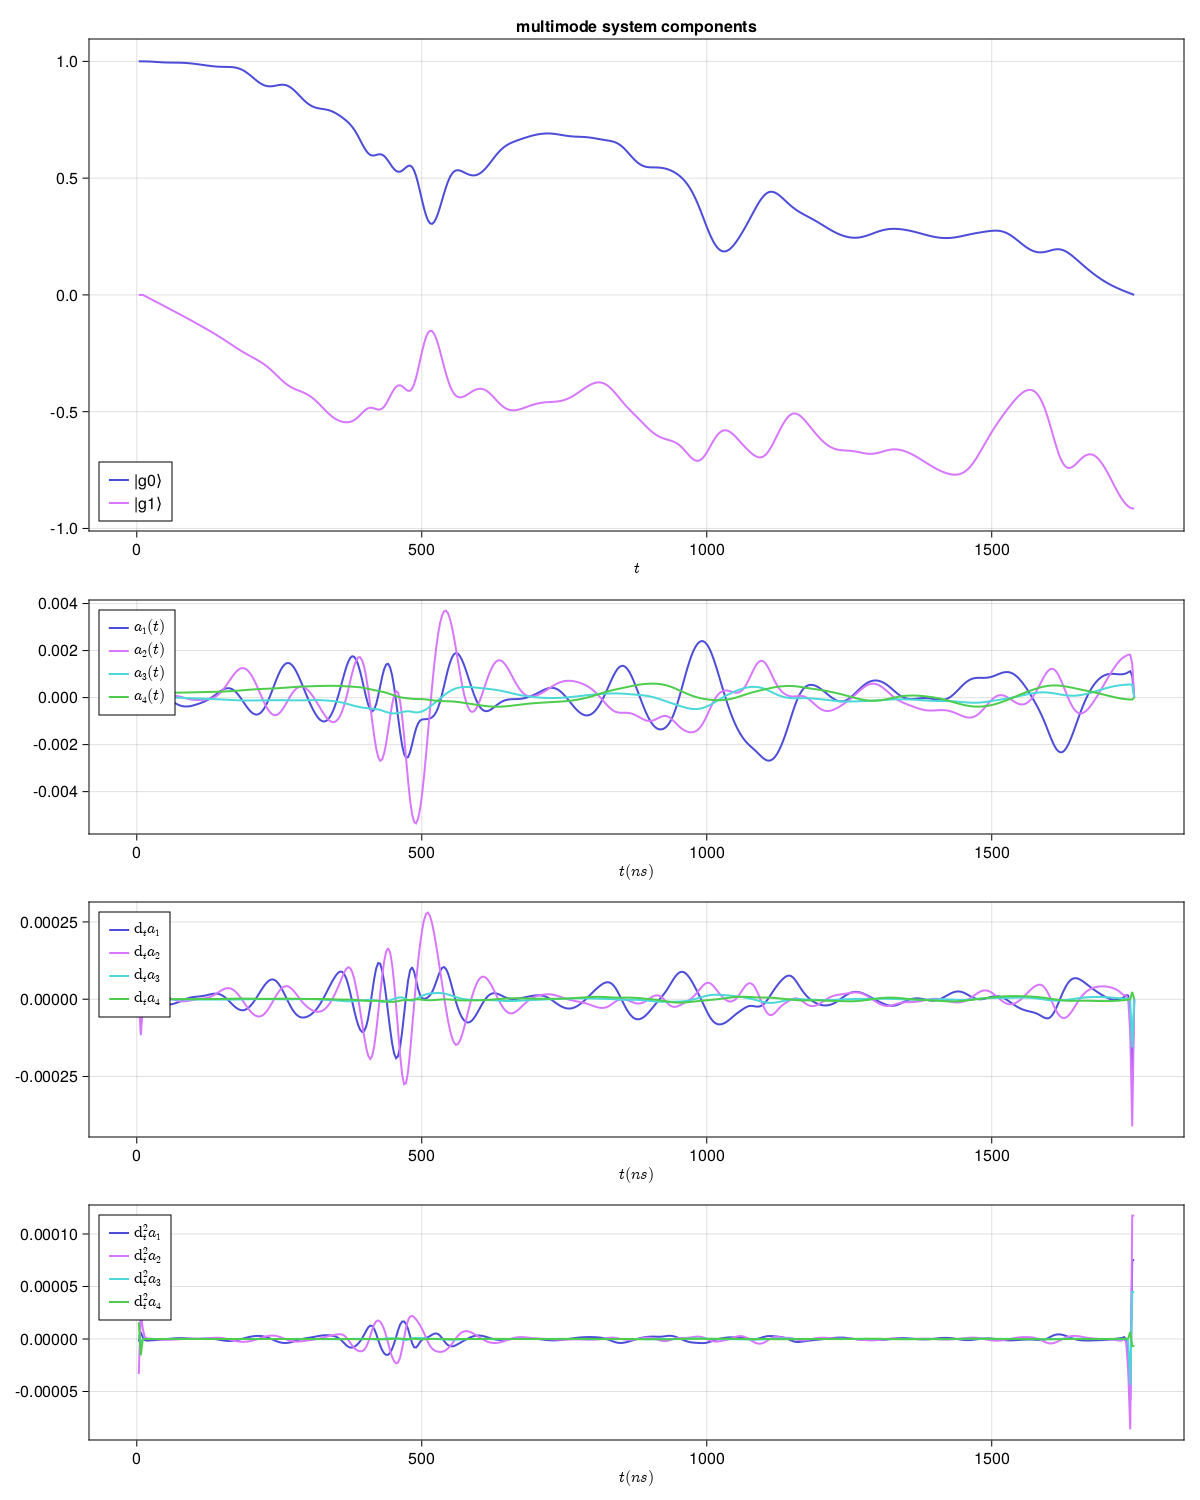 multimode system components
1.0
0.5
0.0
-0.5
-1.0
|g0⟩
|g1⟩
0 500 1000 1500
t
0.004
0.002
0.000
-0.002
-0.004
a₁(t)
a₂(t)
a₃(t)
a₄(t)
0 500 1000 1500
t(ns)
0.00025
0.00000
-0.00025
dₜa₁
dₜa₂
dₜa₃
dₜa₄
0 500 1000 1500
t(ns)
0.00010
0.00005
0.00000
-0.00005
dₜ²a₁
dₜ²a₂
dₜ²a₃
dₜ²a₄
0 500 1000 1500
t(ns)